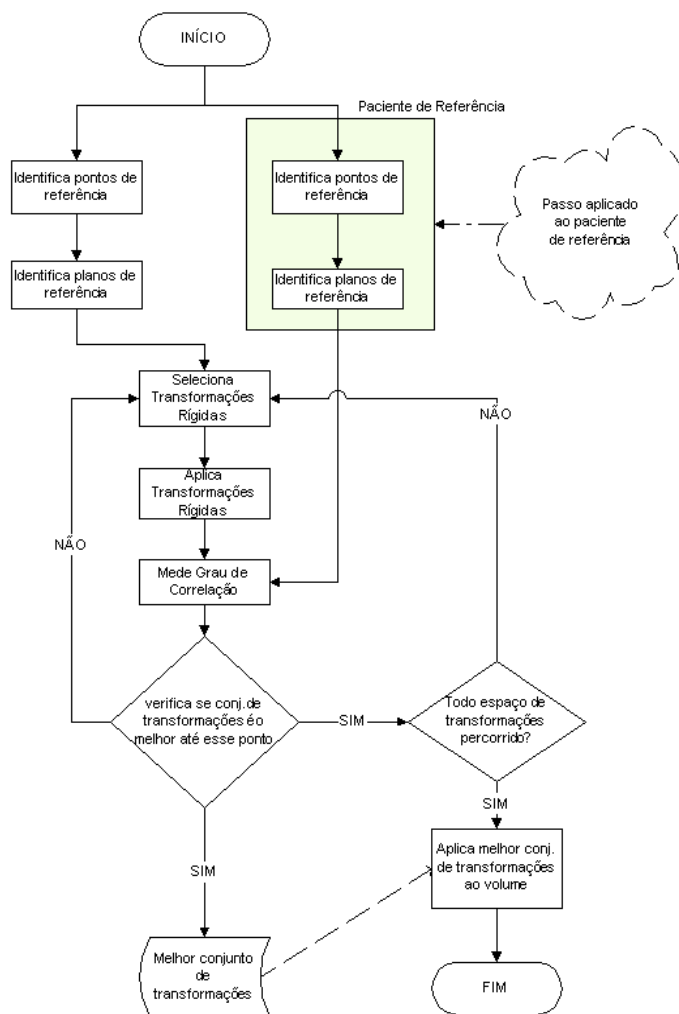 INÍCIO
Paciente de Referência
Identifica pontos de
referência
Identifica pontos de
referência
Passo aplicado
ao paciente
de referência
Identifica planos de
referência
Identifica planos de
referência
Seleciona
Transformações
Rígidas
NÃO
Aplica
Transformações
Rígidas
NÃO
Mede Grau de
Correlação
verifica se conj.de
transformações é o
melhor até esse ponto
SIM
Todo espaço de
transformações
percorrido?
SIM
SIM
Aplica melhor conj.
de transformações
ao volume
Melhor conjunto
de
transformações
FIM